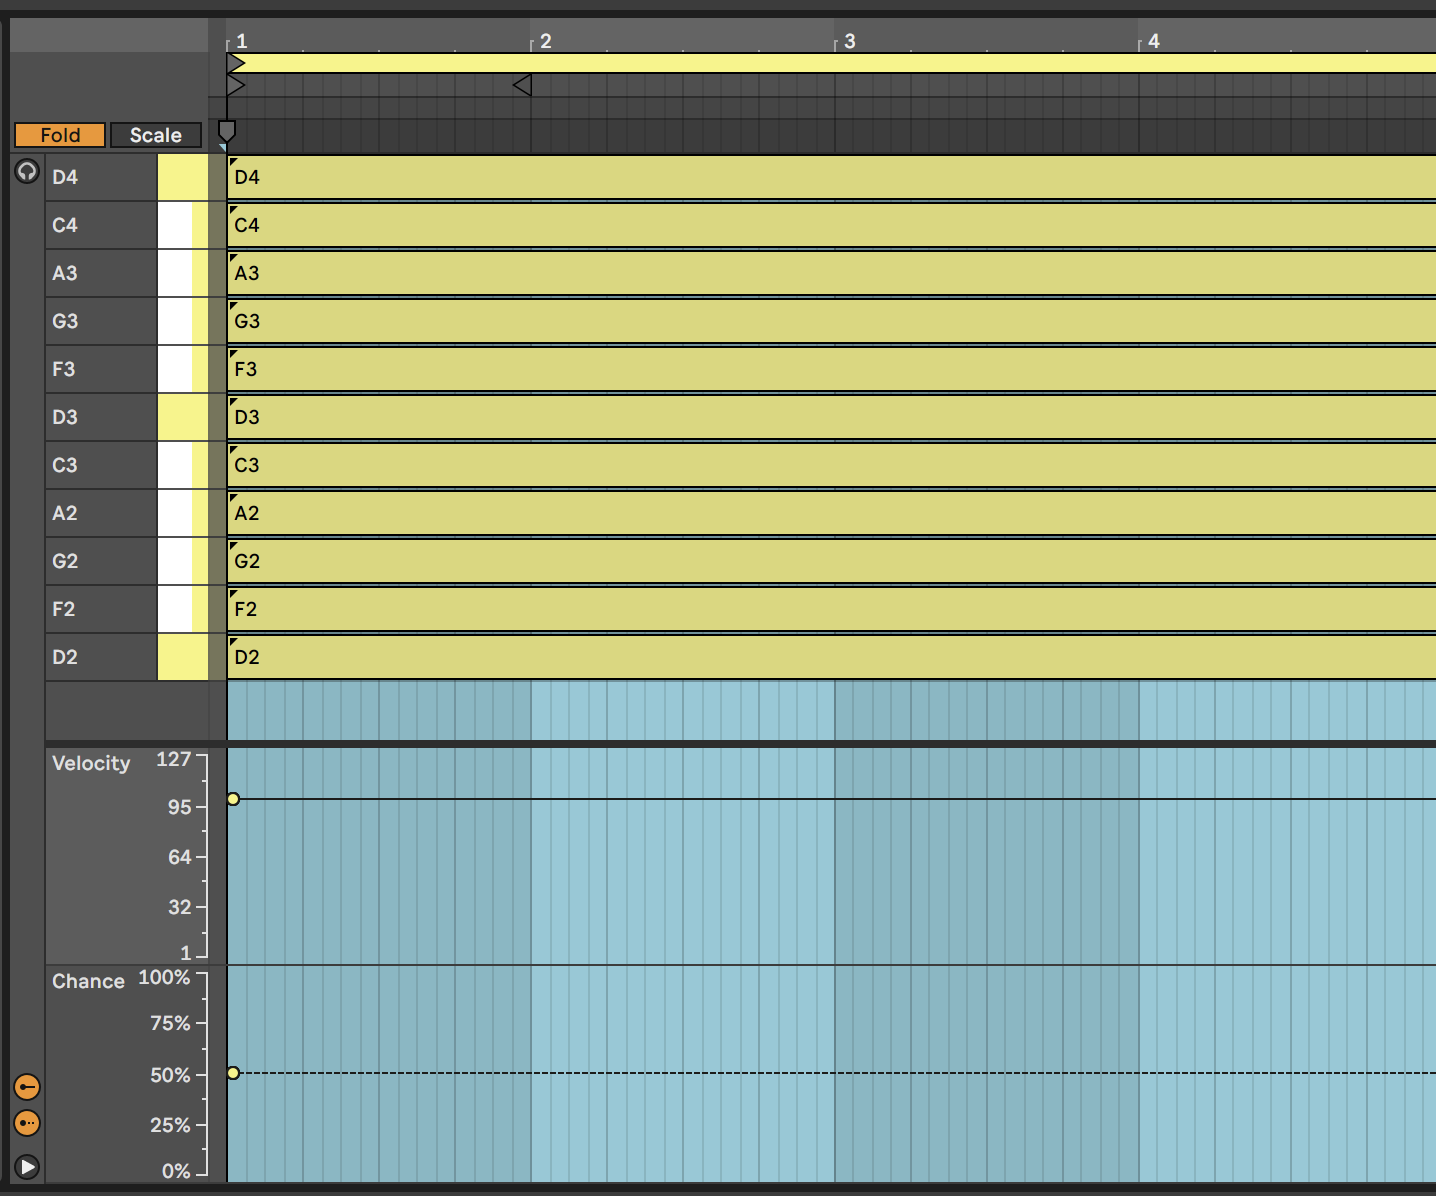 1 2 3 4
Fold Scale
D4 D4
C4 C4
A3 A3
G3 G3
F3 F3
D3 D3
C3 C3
A2 A2
G2 G2
F2 F2
D2 D2
Velocity 127
95
64
32
1
Chance 100%
75%
50%
25%
0%